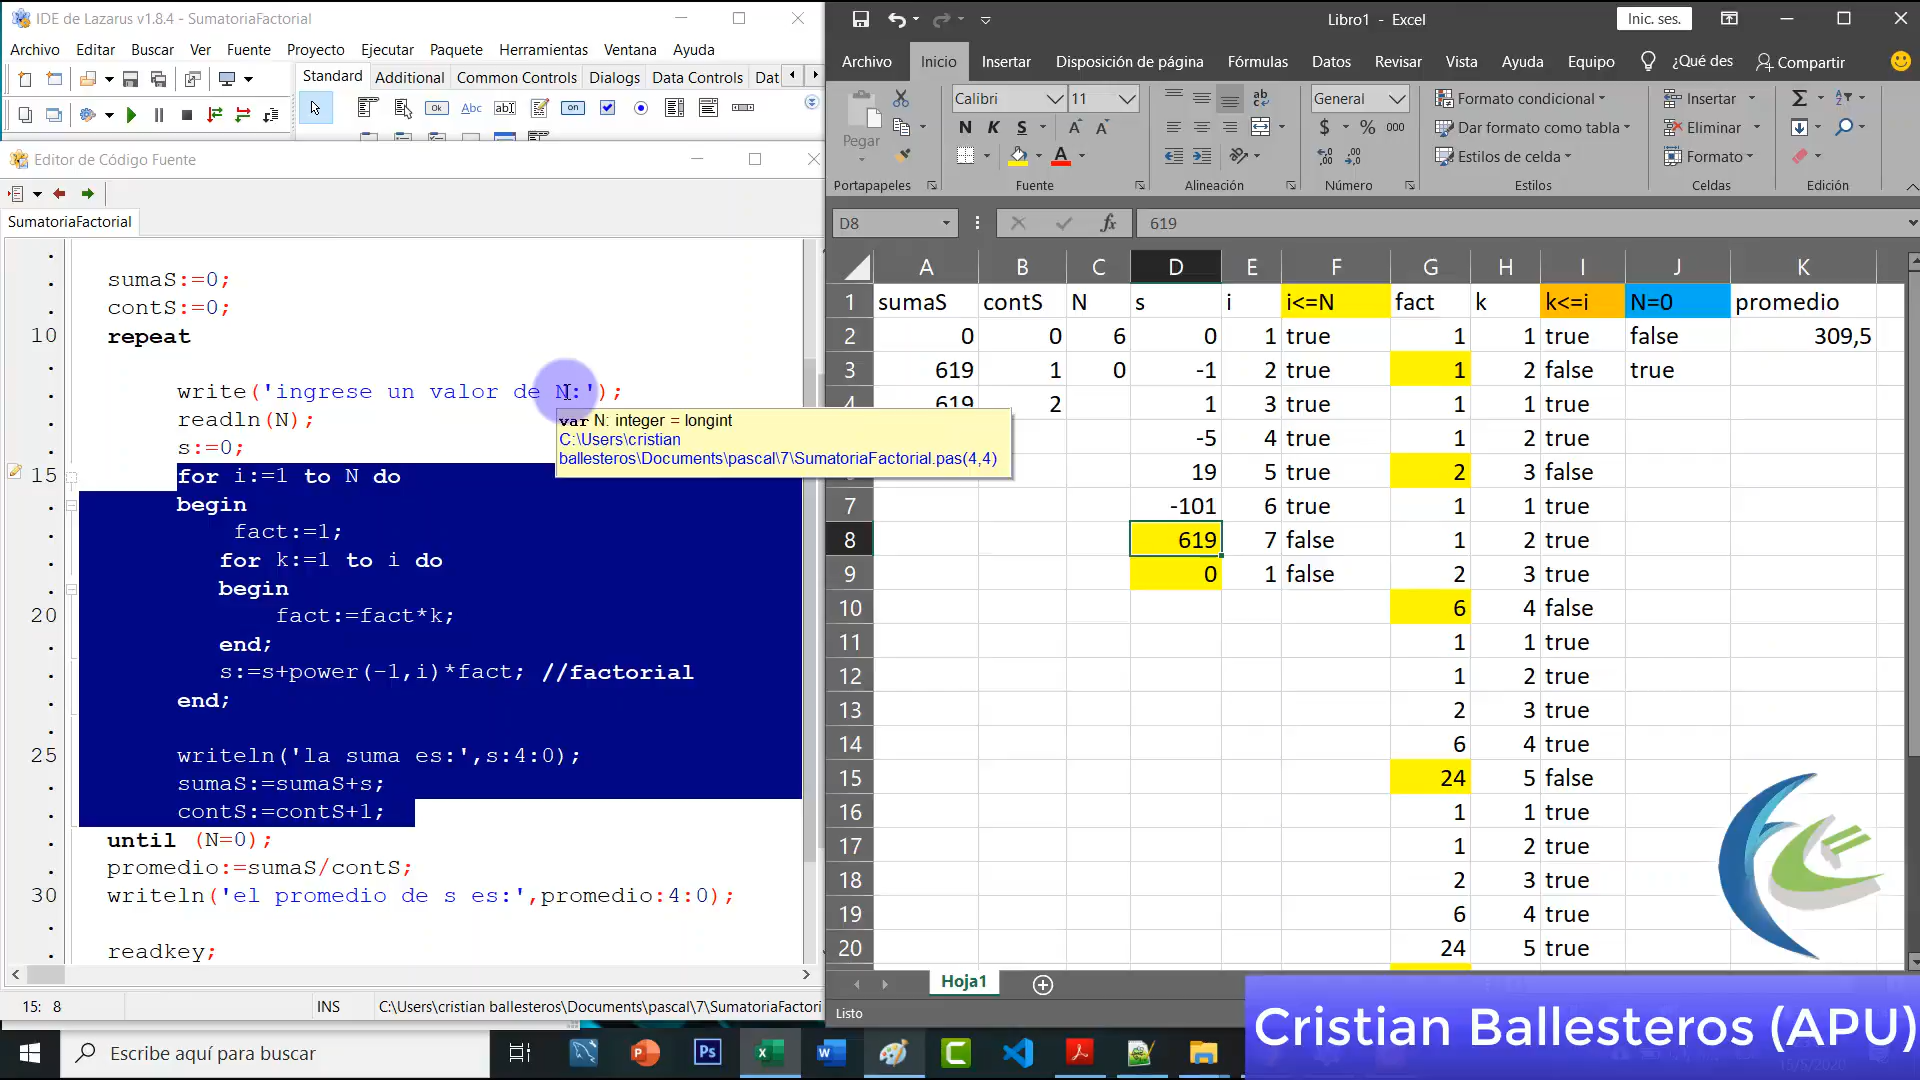 IDE de Lazarus v1.8.4 - SumatoriaFactorial
Archivo Editar Buscar Ver Fuente Proyecto Ejecutar Paquete Herramientas Ventana Ayuda
Standard Additional Common Controls Dialogs Data Controls Dat
Editor de Código Fuente
SumatoriaFactorial
sumaS:=0;
contS:=0;
10 repeat
write('ingrese un valor de N:');
readln(N);
s:=0;
15 for i:=1 to N do
begin
fact:=1;
for k:=1 to i do
begin
20 fact:=fact*k;
end;
s:=s+power(-1,i)*fact; //factorial
end;
25 writeln('la suma es:',s:4:0);
sumaS:=sumaS+s;
contS:=contS+1;
until (N=0);
promedio:=sumaS/contS;
30 writeln('el promedio de s es:',promedio:4:0);
readkey;
var N: integer = longint
C:\Users\cristian
ballesteros\Documents\pascal\7\SumatoriaFactorial.pas(4,4)
15: 8 INS C:\Users\cristian ballesteros\Documents\pascal\7\SumatoriaFactori
Libro1 - Excel Inic. ses.
Archivo Inicio Insertar Disposición de página Fórmulas Datos Revisar Vista Ayuda Equipo ¿Qué des Compartir
Pegar
Calibri 11
N K S
General
$ % 000
Formato condicional
Dar formato como tabla
Estilos de celda
Insertar
Eliminar
Formato
Portapapeles Fuente Alineación Número Estilos Celdas Edición
D8 fx 619
A B C D E F G H I J K
1 sumaS contS N s i i<=N fact k k<=i N=0 promedio
2 0 0 6 0 1 true 1 1 true false 309,5
3 619 1 0 -1 2 true 1 2 false true
4 619 2 1 3 true 1 1 true
-5 4 true 1 2 true
19 5 true 2 3 false
7 -101 6 true 1 1 true
8 619 7 false 1 2 true
9 0 1 false 2 3 true
10 6 4 false
11 1 1 true
12 1 2 true
13 2 3 true
14 6 4 true
15 24 5 false
16 1 1 true
17 1 2 true
18 2 3 true
19 6 4 true
20 24 5 true
Hoja1
Listo
Cristian Ballesteros (APU)
Escribe aquí para buscar